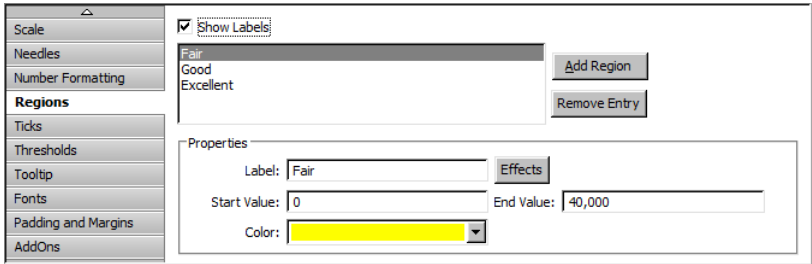 Scale
Needles
Number Formatting
Regions
Ticks
Thresholds
Tooltip
Fonts
Padding and Margins
AddOns
Show Labels
Fair
Good
Excellent
Add Region
Remove Entry
Properties
Label: Fair Effects
Start Value: 0 End Value: 40,000
Color: